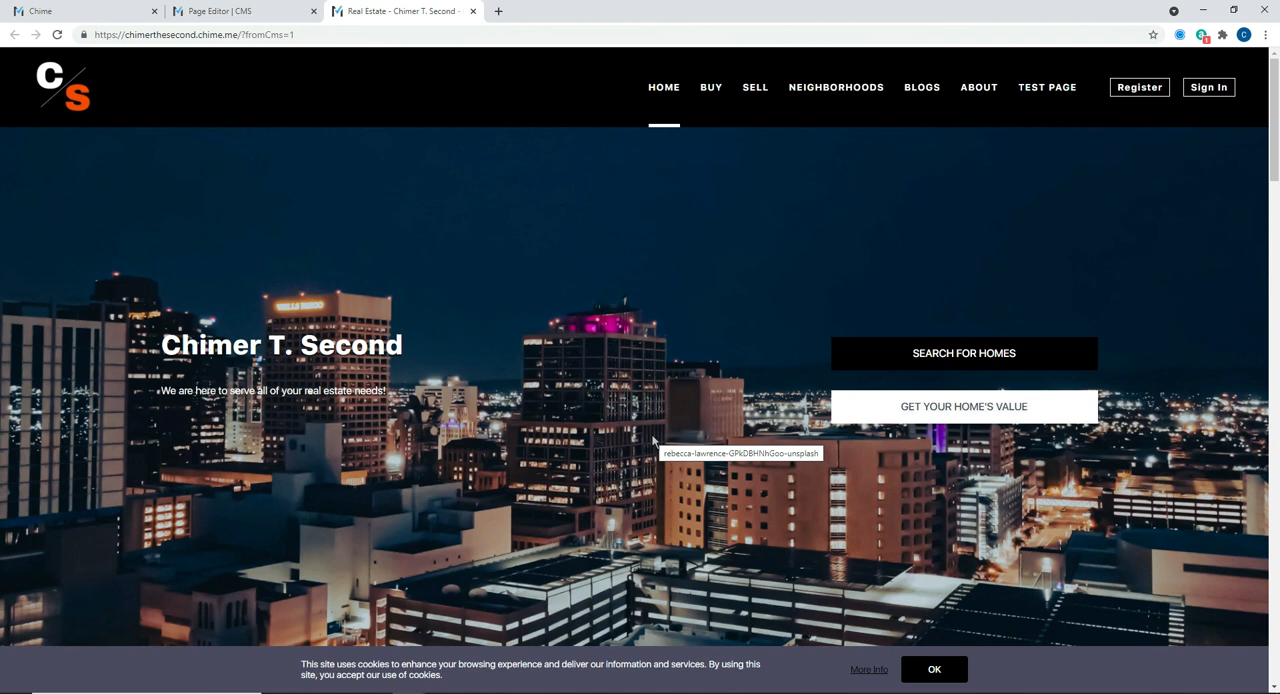 Chime
Page Editor | CMS
Real Estate - Chimer T. Second -
https://chimerthesecond.chime.me/?fromCms=1
1
C
C
S
HOME
BUY
SELL
NEIGHBORHOODS
BLOGS
ABOUT
TEST PAGE
Register
Sign In
WELLS FARGO
Chimer T. Second
We are here to serve all of your real estate needs!
SEARCH FOR HOMES
GET YOUR HOME'S VALUE
rebecca-lawrence-GPkDBHNhGoo-unsplash
This site uses cookies to enhance your browsing experience and deliver our information and services. By using this
site, you accept our use of cookies.
More Info
OK